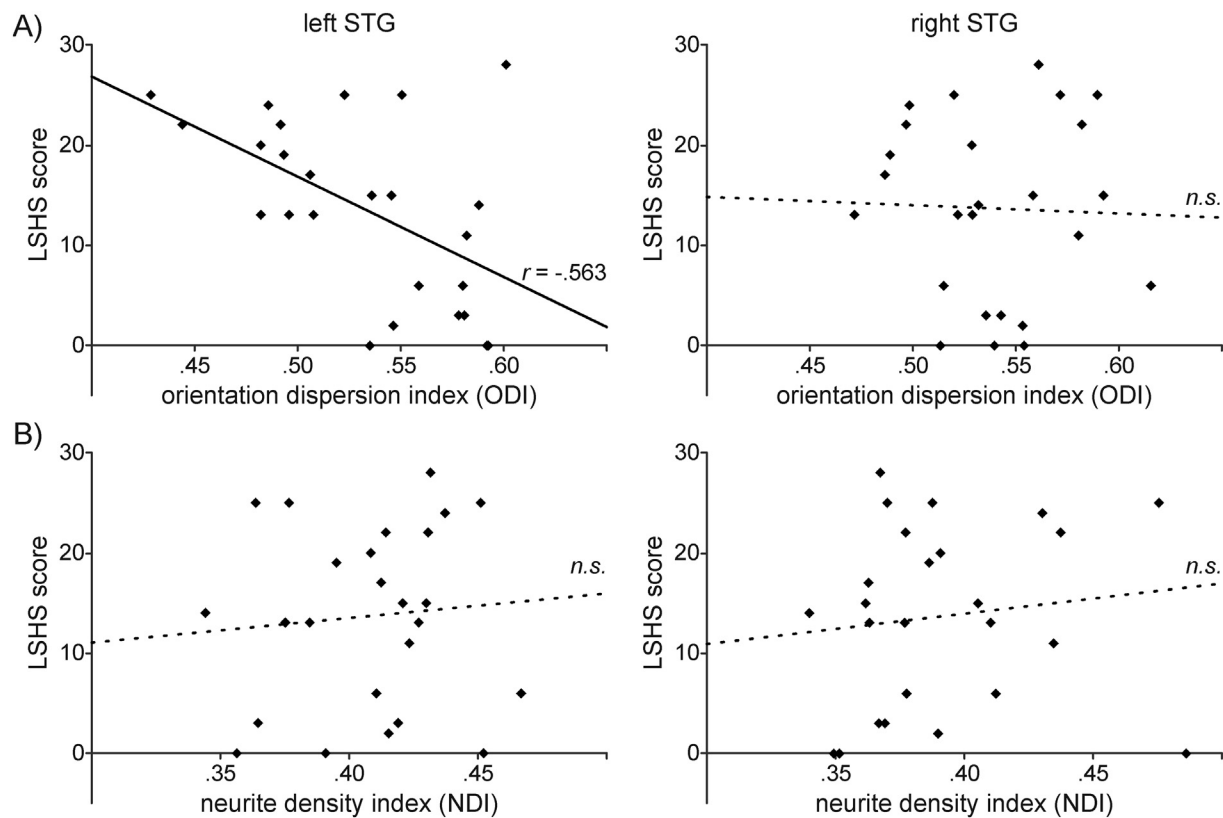 A)
left STG
right STG
30
20
10
0
LSHS score
r = -.563
.45 .50 .55 .60
orientation dispersion index (ODI)
30
20
10
0
LSHS score
n.s.
.45 .50 .55 .60
orientation dispersion index (ODI)
B)
30
20
10
0
LSHS score
n.s.
.35 .40 .45
neurite density index (NDI)
30
20
10
0
LSHS score
n.s.
.35 .40 .45
neurite density index (NDI)